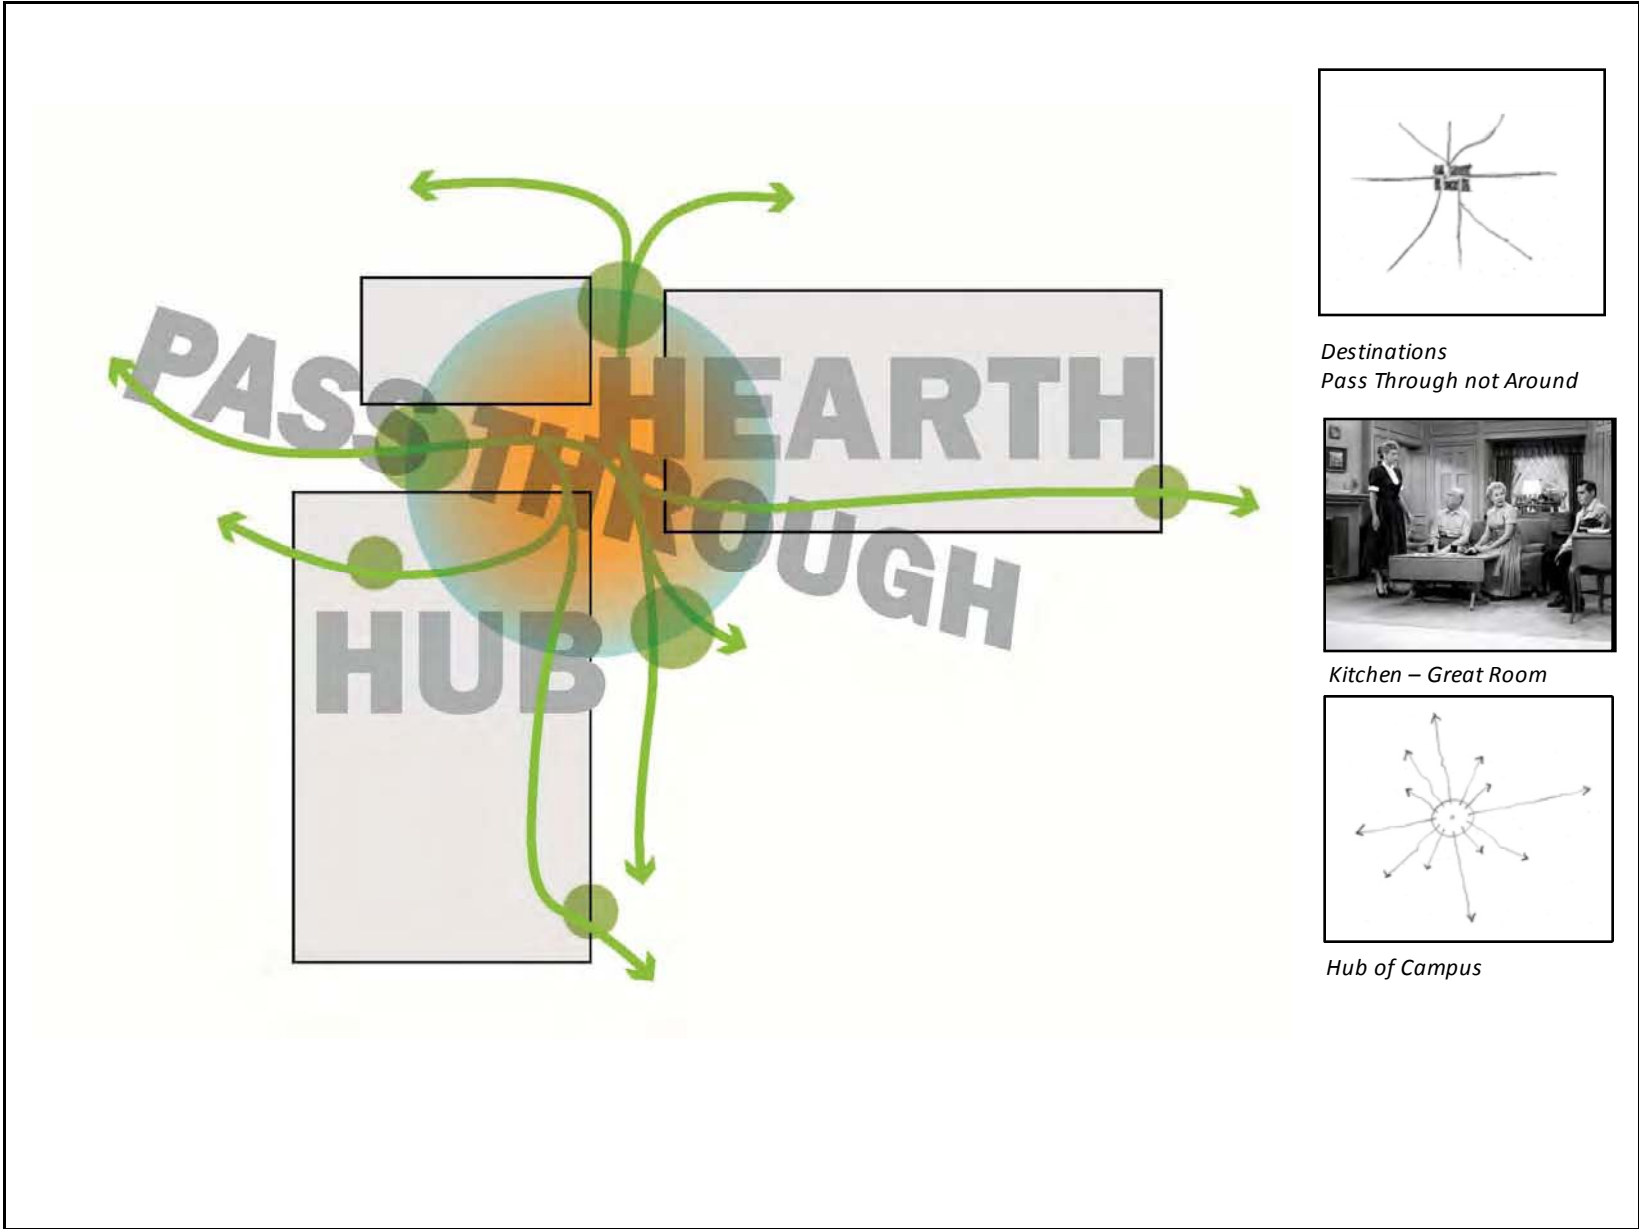 PASS THROUGH
HEARTH
HUB
Destinations
Pass Through not Around
Kitchen – Great Room
Hub of Campus